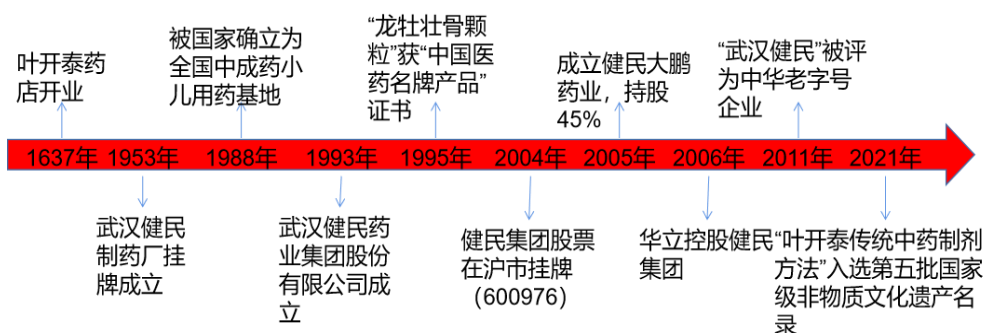 叶开泰药
店开业
被国家确立为
全国中成药小
儿用药基地
“龙牡壮骨颗
粒”获“中国医
药名牌产品”
证书
成立健民大鹏
药业，持股
45%
“武汉健民”被评
为中华老字号
企业
1637年 1953年 1988年 1993年 1995年 2004年 2005年 2006年 2011年 2021年
武汉健民
制药厂挂
牌成立
武汉健民药
业集团股份
有限公司成
立
健民集团股票
在沪市挂牌
（600976）
华立控股健民
集团
“叶开泰传统中药制剂
方法”入选第五批国家
级非物质文化遗产名
录